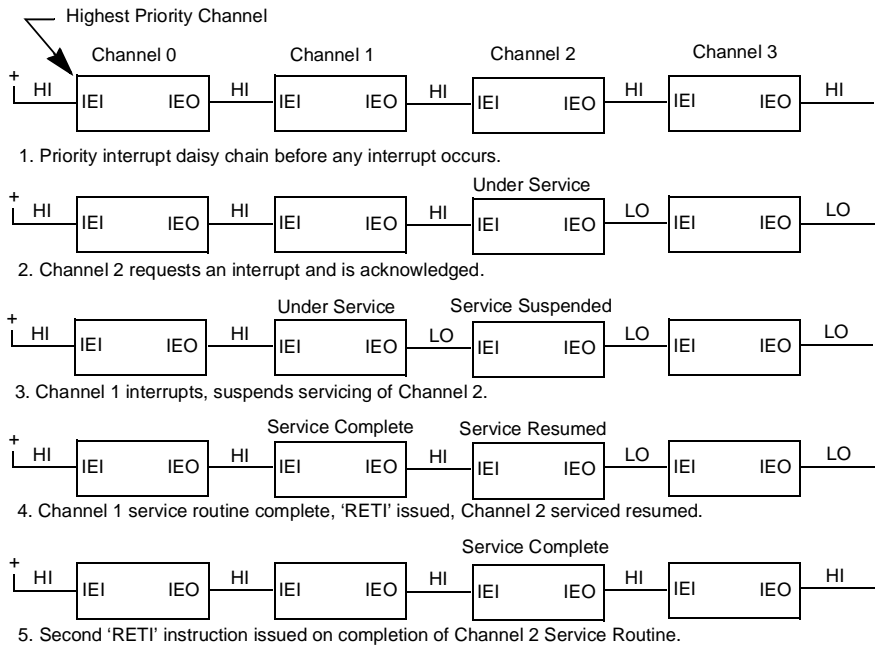 Highest Priority Channel
Channel 0 Channel 1 Channel 2 Channel 3
+ HI IEI IEO HI IEI IEO HI IEI IEO HI IEI IEO HI
1. Priority interrupt daisy chain before any interrupt occurs.
Under Service
+ HI IEI IEO HI IEI IEO HI IEI IEO LO IEI IEO LO
2. Channel 2 requests an interrupt and is acknowledged.
Under Service Service Suspended
+ HI IEI IEO HI IEI IEO LO IEI IEO LO IEI IEO LO
3. Channel 1 interrupts, suspends servicing of Channel 2.
Service Complete Service Resumed
+ HI IEI IEO HI IEI IEO HI IEI IEO LO IEI IEO LO
4. Channel 1 service routine complete, ‘RETI’ issued, Channel 2 serviced resumed.
Service Complete
+ HI IEI IEO HI IEI IEO HI IEI IEO HI IEI IEO HI
5. Second ‘RETI’ instruction issued on completion of Channel 2 Service Routine.